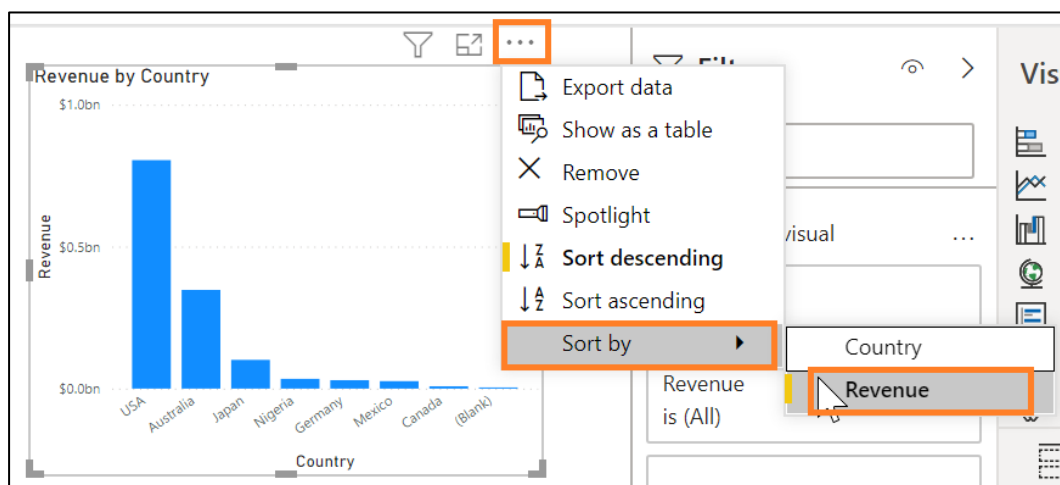 Revenue by Country
$1.0bn
Revenue
$0.5bn
$0.0bn
USA
Australia
Japan
Nigeria
Germany
Mexico
Canada
(Blank)
Country
Export data
Show as a table
Remove
Spotlight
Sort descending
Sort ascending
Sort by
Country
Revenue
visual
...
Revenue
is (All)
Vis